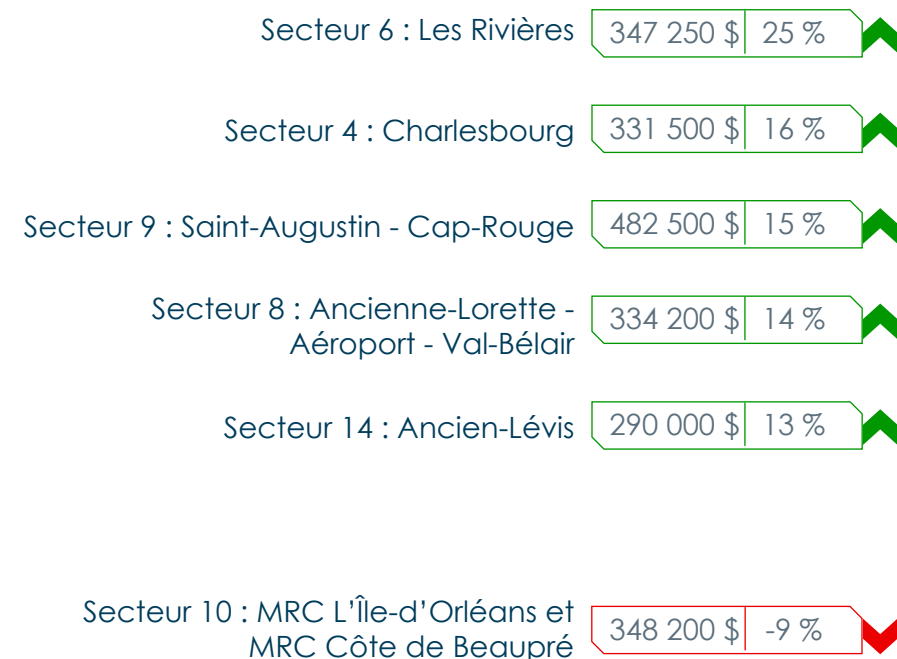 Secteur 6 : Les Rivières 347 250 $ 25 %
Secteur 4 : Charlesbourg 331 500 $ 16 %
Secteur 9 : Saint-Augustin - Cap-Rouge 482 500 $ 15 %
Secteur 8 : Ancienne-Lorette -
Aéroport - Val-Bélair 334 200 $ 14 %
Secteur 14 : Ancien-Lévis 290 000 $ 13 %
Secteur 10 : MRC L’Île-d’Orléans et
MRC Côte de Beaupré 348 200 $ -9 %